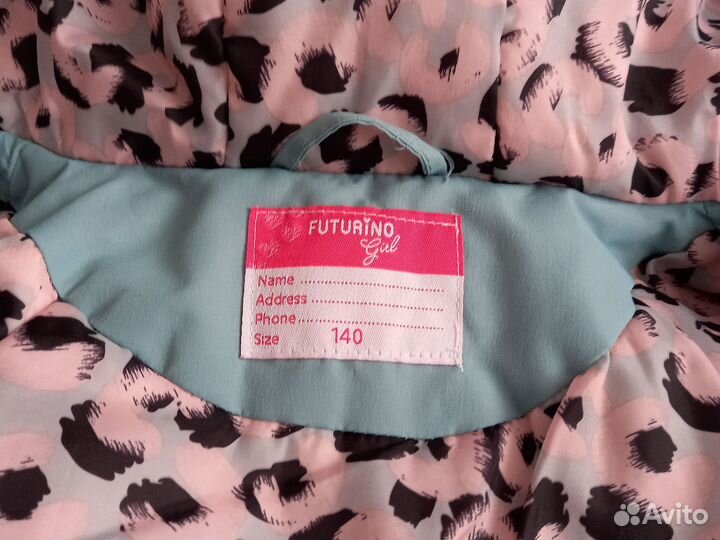 FUTURINO
Girl
Name ........................
Address ........................
Phone ........................
Size 140
Avito